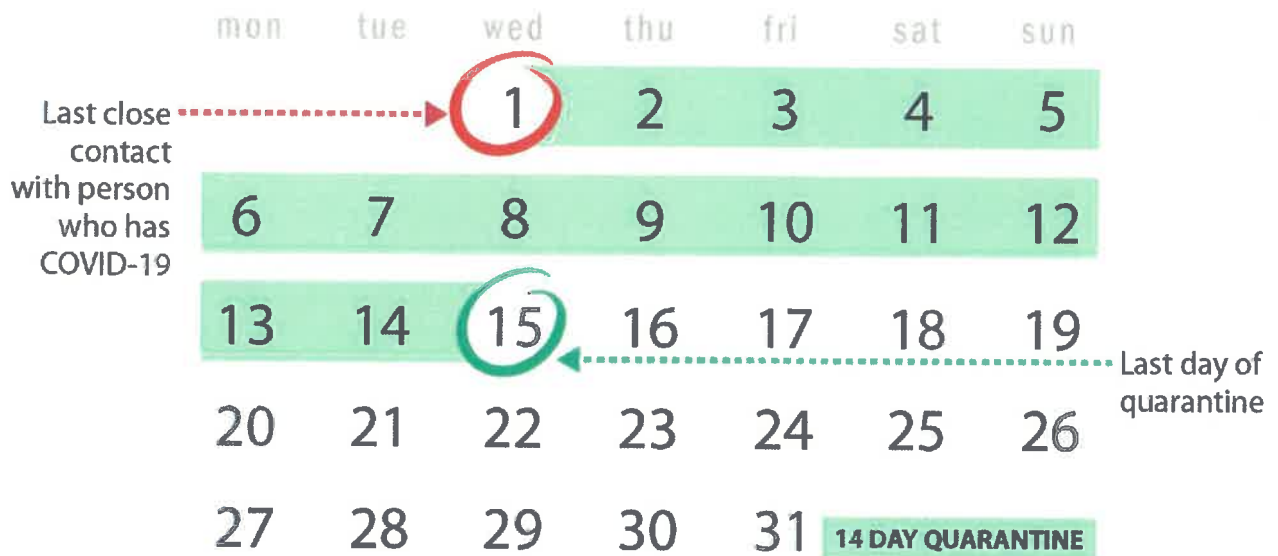 mon tue wed thu fri sat sun
1 2 3 4 5
Last close
contact
with person
who has
COVID-19
6 7 8 9 10 11 12
13 14 15 16 17 18 19
Last day of
quarantine
20 21 22 23 24 25 26
27 28 29 30 31 14 DAY QUARANTINE